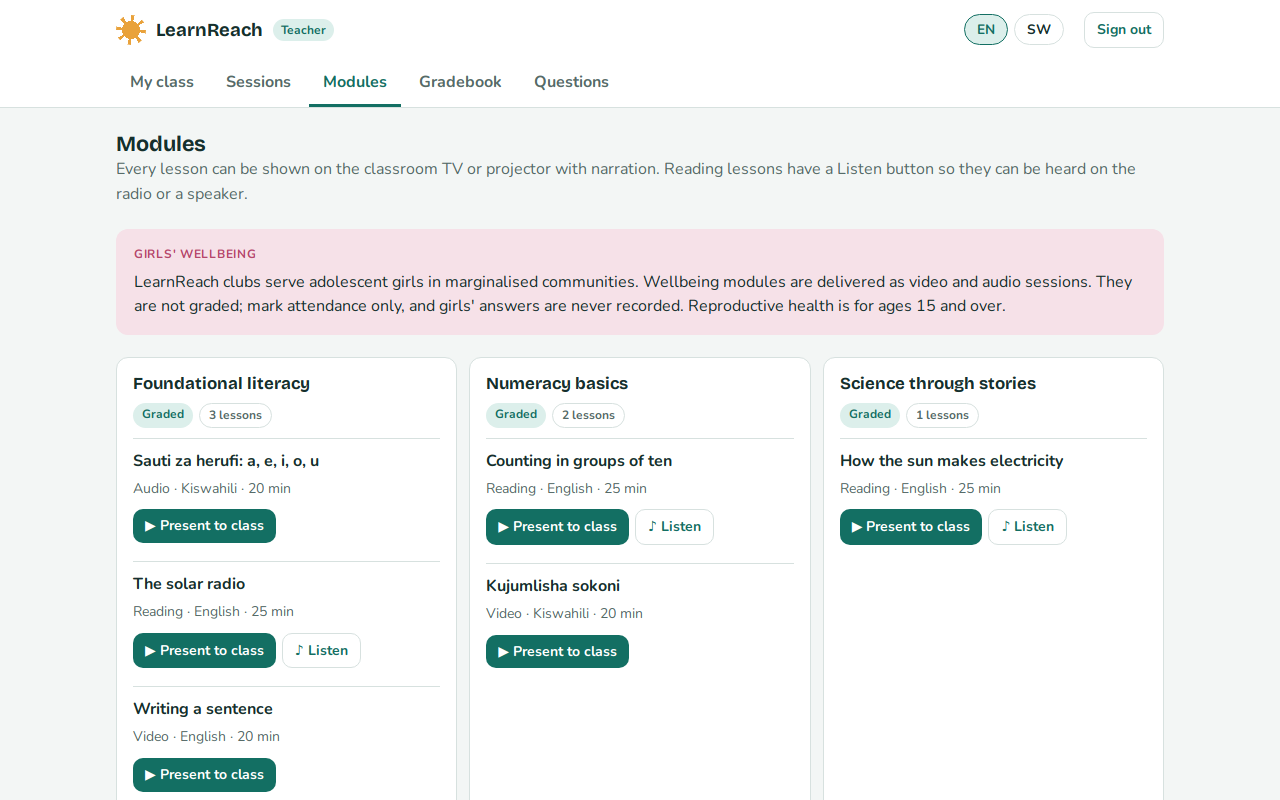 LearnReach
Teacher
EN
SW
Sign out
My class
Sessions
Modules
Gradebook
Questions
Modules
Every lesson can be shown on the classroom TV or projector with narration. Reading lessons have a Listen button so they can be heard on the
radio or a speaker.
GIRLS' WELLBEING
LearnReach clubs serve adolescent girls in marginalised communities. Wellbeing modules are delivered as video and audio sessions. They
are not graded; mark attendance only, and girls' answers are never recorded. Reproductive health is for ages 15 and over.
Foundational literacy
Graded
3 lessons
Sauti za herufi: a, e, i, o, u
Audio · Kiswahili · 20 min
▶ Present to class
The solar radio
Reading · English · 25 min
▶ Present to class
♪ Listen
Writing a sentence
Video · English · 20 min
▶ Present to class
Numeracy basics
Graded
2 lessons
Counting in groups of ten
Reading · English · 25 min
▶ Present to class
♪ Listen
Kujumlisha sokoni
Video · Kiswahili · 20 min
▶ Present to class
Science through stories
Graded
1 lessons
How the sun makes electricity
Reading · English · 25 min
▶ Present to class
♪ Listen